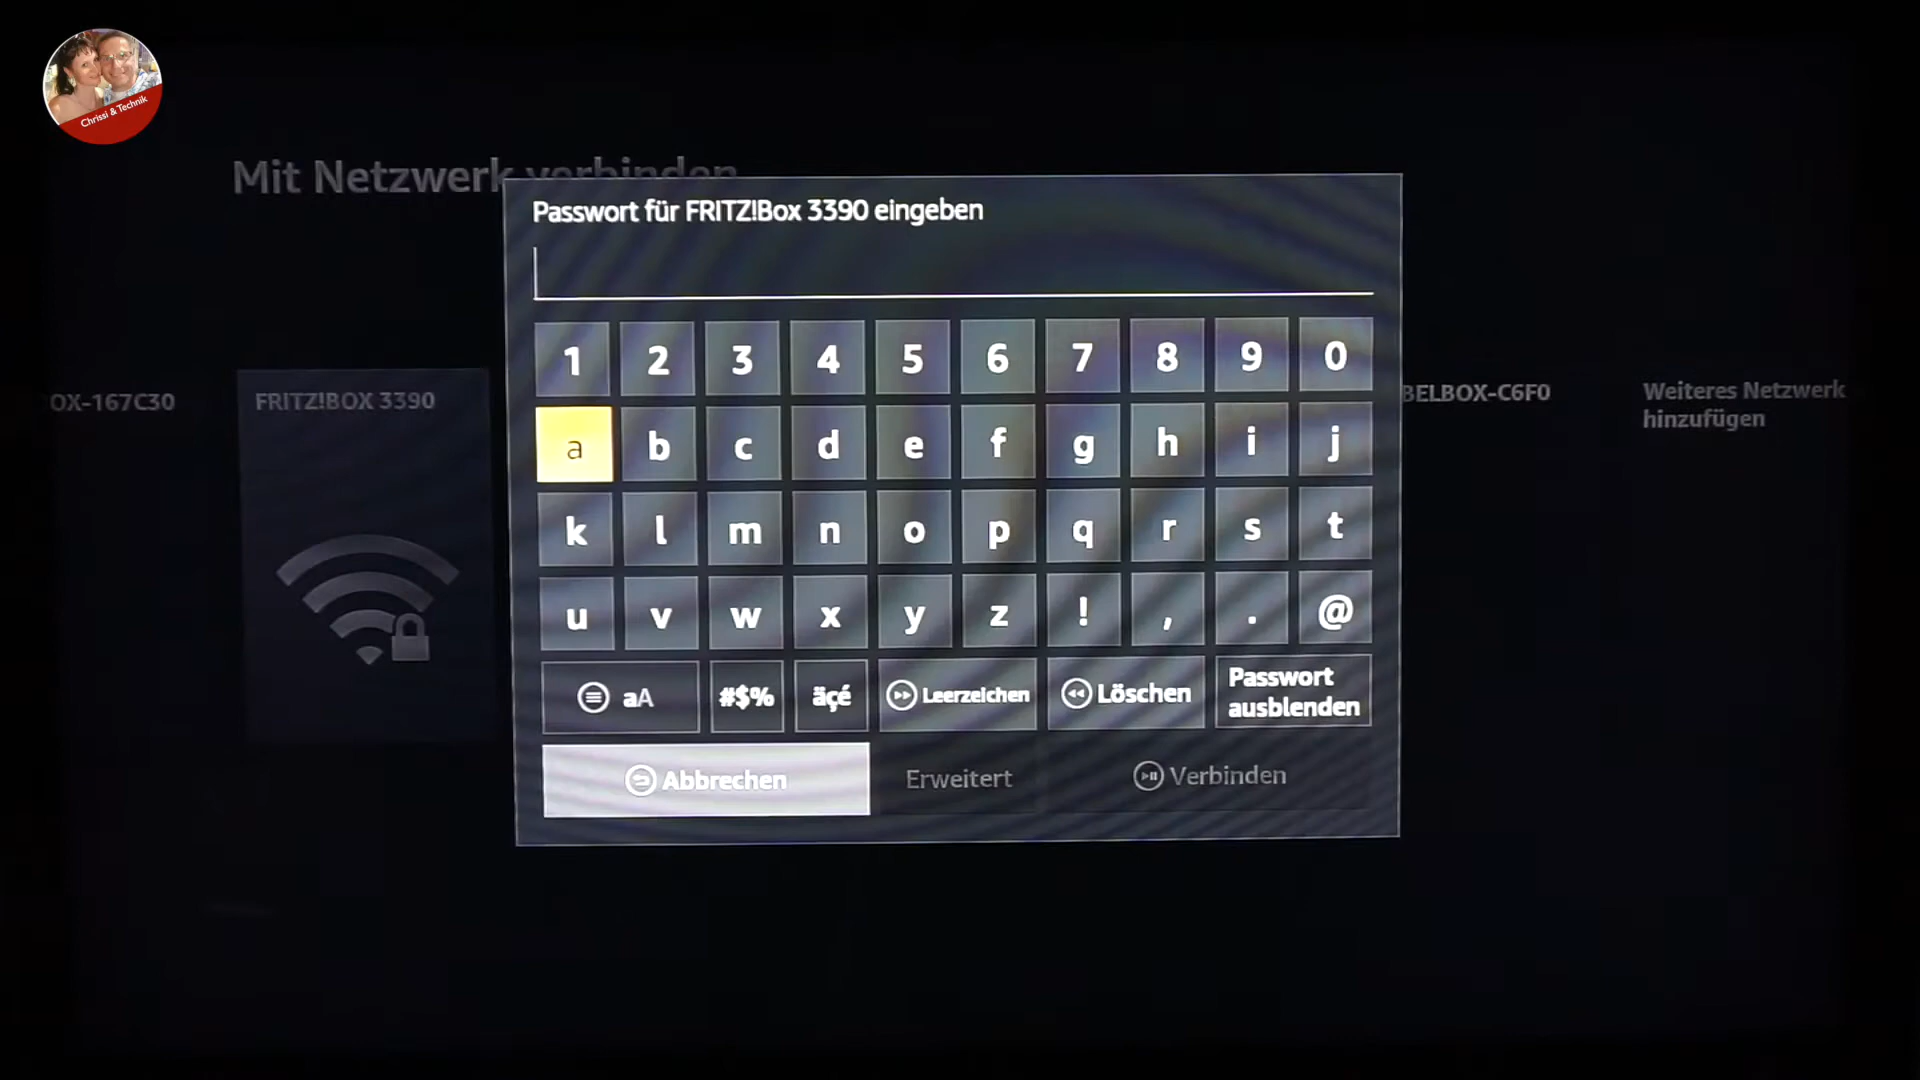 Chrissi & Technik
Mit Netzwerk verbinden
Passwort für FRITZ!Box 3390 eingeben
1 2 3 4 5 6 7 8 9 0
OX-167C30
FRITZ!BOX 3390
BELBOX-C6F0
Weiteres Netzwerk
hinzufügen
a b c d e f g h i j
k l m n o p q r s t
u v w x y z ! , . @
aA #$% äçé Leerzeichen Löschen Passwort
ausblenden
Abbrechen Erweitert Verbinden